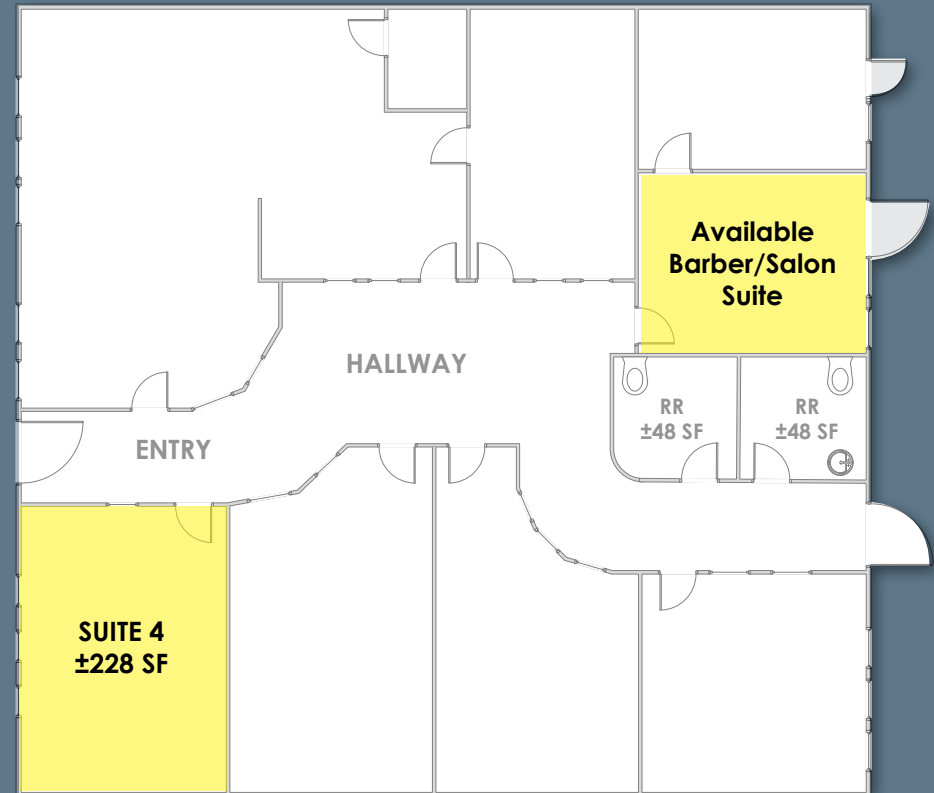 Available
Barber/Salon
Suite
HALLWAY
RR
±48 SF
RR
±48 SF
ENTRY
SUITE 4
±228 SF